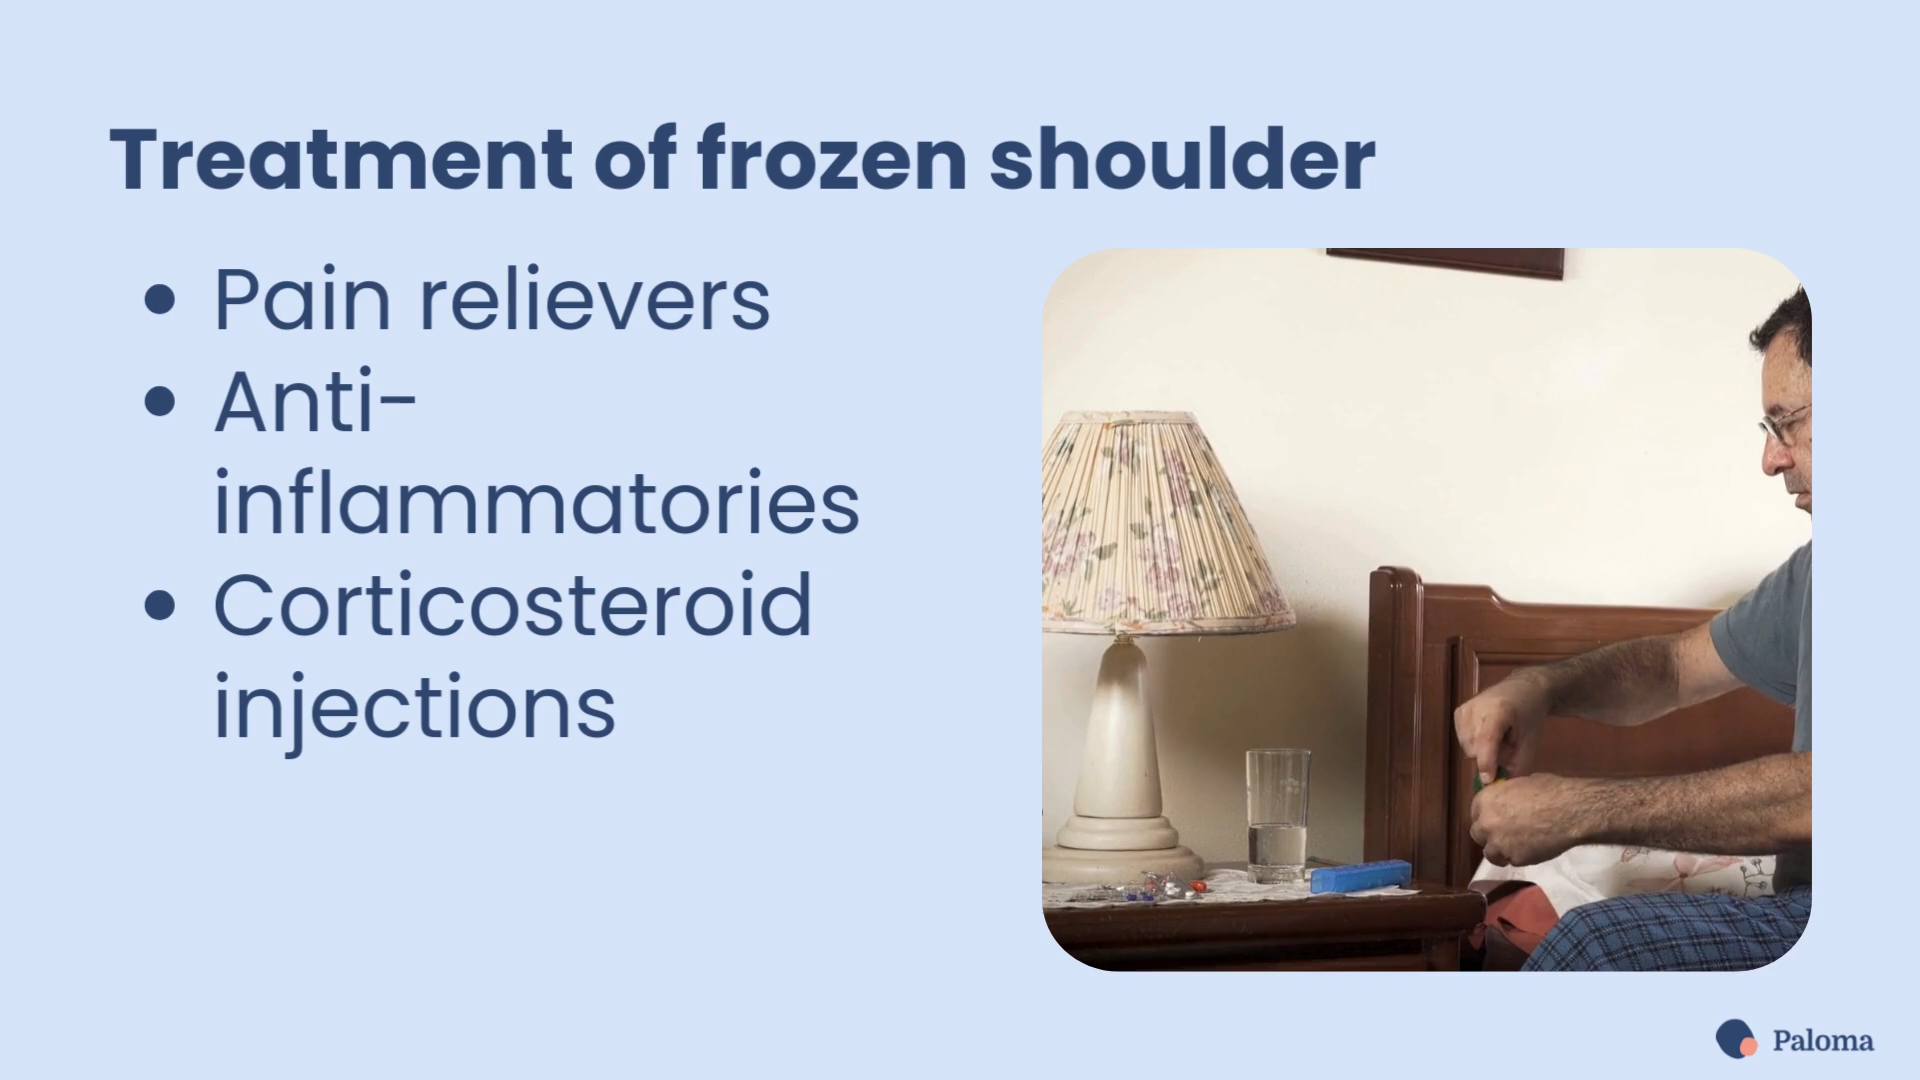 Treatment of frozen shoulder
• Pain relievers
• Anti-
inflammatories
• Corticosteroid
injections
Paloma